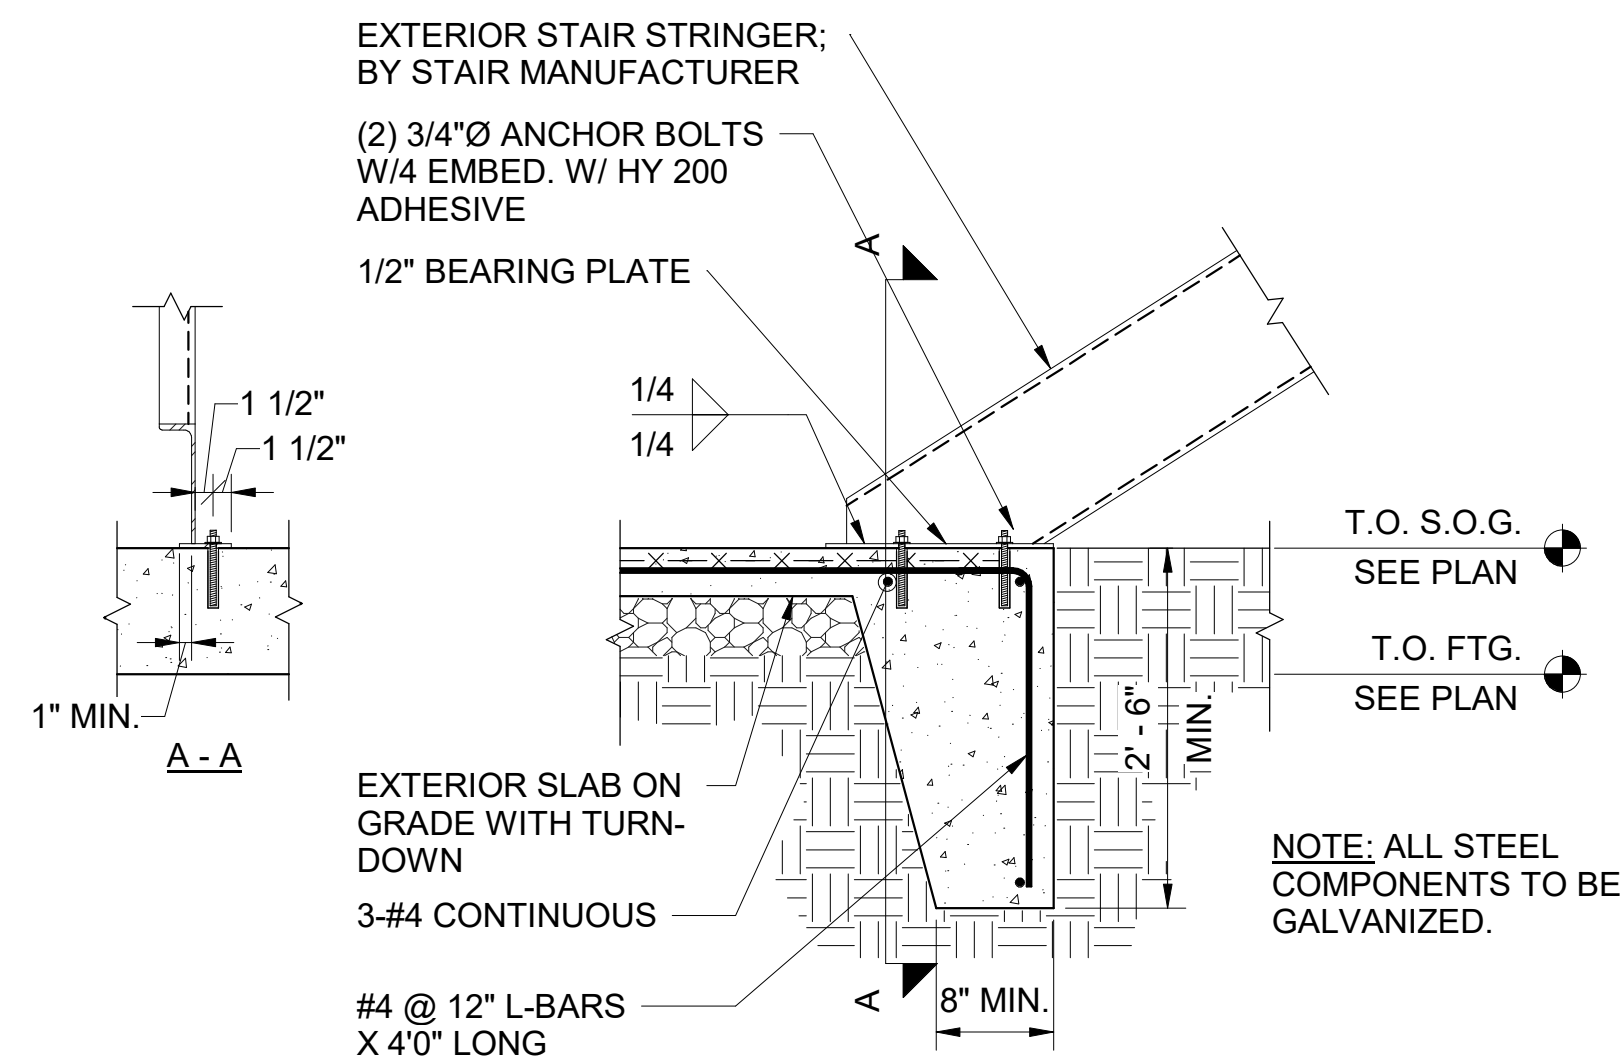 EXTERIOR STAIR STRINGER;
BY STAIR MANUFACTURER
(2) 3/4"Ø ANCHOR BOLTS
W/4 EMBED. W/ HY 200
ADHESIVE
1/2" BEARING PLATE
A
1/4
1/4
1 1/2"
1 1/2"
1" MIN.
A - A
T.O. S.O.G.
SEE PLAN
T.O. FTG.
SEE PLAN
2' - 6"
MIN.
EXTERIOR SLAB ON
GRADE WITH TURN-
DOWN
3-#4 CONTINUOUS
#4 @ 12" L-BARS
X 4'0" LONG
A
8" MIN.
NOTE: ALL STEEL
COMPONENTS TO BE
GALVANIZED.